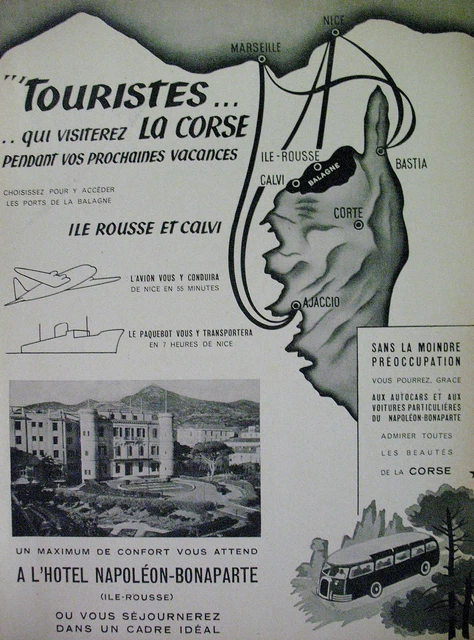 NICE
MARSEILLE
TOURISTES...
.. QUI VISITEREZ LA CORSE
PENDANT VOS PROCHAINES VACANCES
ILE-ROUSSE
BASTIA
CALVI
BALAGNE
CHOISISSEZ POUR Y ACCÉDER
LES PORTS DE LA BALAGNE
CORTE
ILE ROUSSE ET CALVI
L'AVION VOUS Y CONDUIRA
DE NICE EN 55 MINUTES
AJACCIO
LE PAQUEBOT VOUS Y TRANSPORTERA
EN 7 HEURES DE NICE
SANS LA MOINDRE
PRÉOCCUPATION
VOUS POURREZ, GRACE
AUX AUTOCARS ET AUX
VOITURES PARTICULIÈRES
DU NAPOLÉON-BONAPARTE
ADMIRER TOUTES
LES BEAUTÉS
DE LA CORSE
UN MAXIMUM DE CONFORT VOUS ATTEND
A L'HOTEL NAPOLÉON-BONAPARTE
(ILE-ROUSSE)
OU VOUS SÉJOURNEREZ
DANS UN CADRE IDÉAL